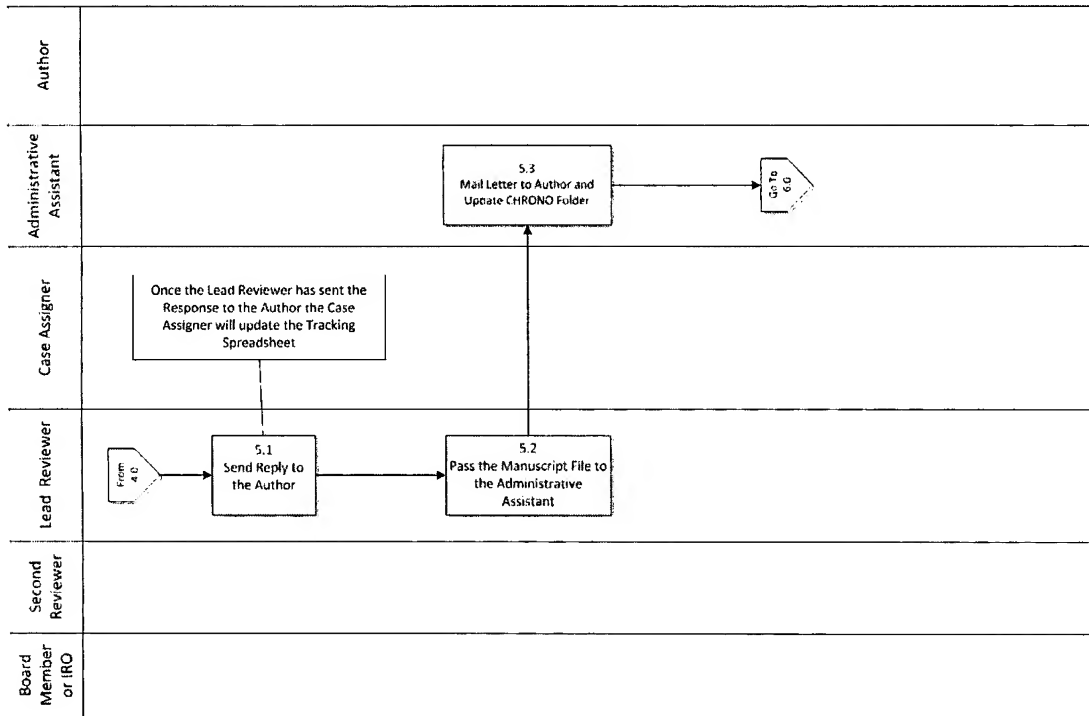 Author
Administrative
Assistant
5.3
Mail Letter to Author and
Update CHRONO Folder
Go To
6.0
Case Assigner
Once the Lead Reviewer has sent the
Response to the Author the Case
Assigner will update the Tracking
Spreadsheet
Lead Reviewer
From
4.0
5.1
Send Reply to
the Author
5.2
Pass the Manuscript File to
the Administrative
Assistant
Second
Reviewer
Board
Member
or IRO